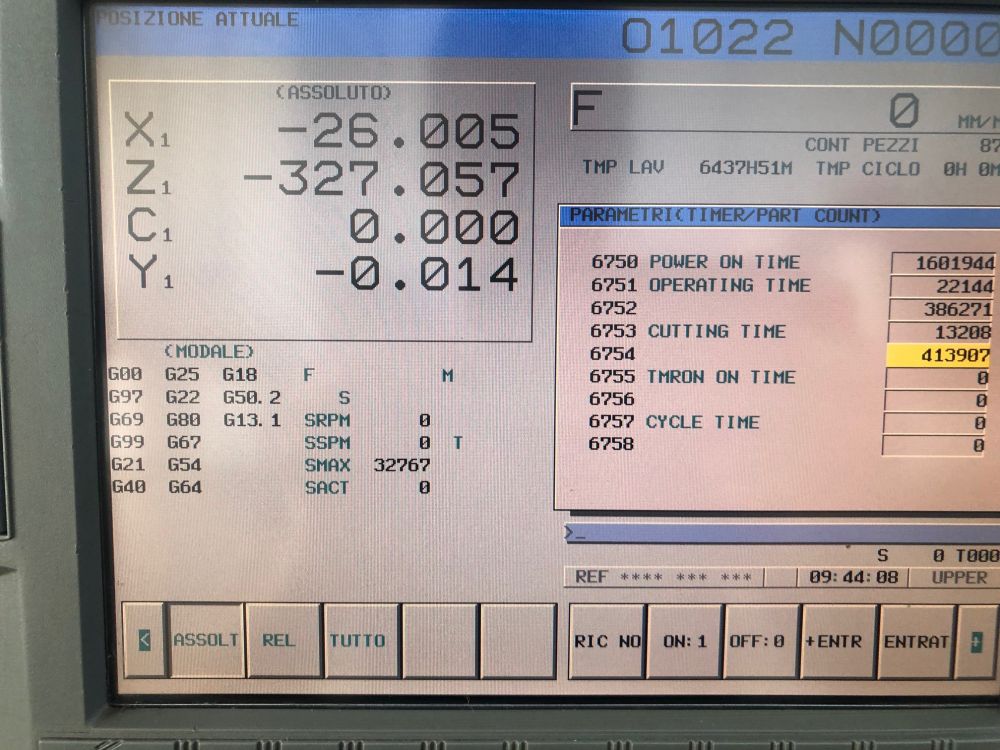 POSIZIONE ATTUALE
O1022 N0000
(ASSOLUTO)
X1 -26.005
Z1 -327.057
C1 0.000
Y1 -0.014
F 0
CONT PEZZI 87
TMP LAV 6437H51M TMP CICLO 0H 0M
PARAMETRI(TIMER/PART COUNT)
6750 POWER ON TIME 1601944
6751 OPERATING TIME 22144
6752 386271
6753 CUTTING TIME 13208
6754 413907
6755 TMRON ON TIME 0
6756 0
6757 CYCLE TIME 0
6758 0
(MODALE)
G00 G25 G18 F M
G97 G22 G50.2 S
G69 G80 G13.1 SRPM 0
G99 G67 SSPM 0 T
G21 G54 SMAX 32767
G40 G64 SACT 0
>_
S 0 T000
REF **** *** *** 09:44:08 UPPER
< ASSOLT REL TUTTO RIC NO ON:1 OFF:0 +ENTR ENTRAT +